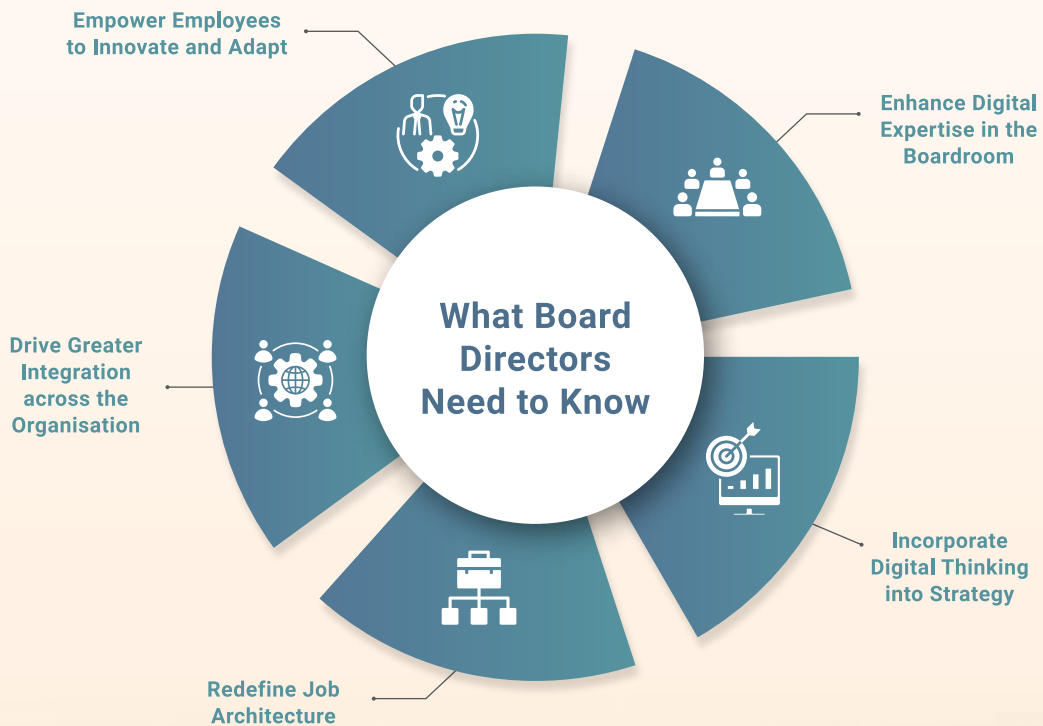 Empower Employees
to Innovate and Adapt
Enhance Digital
Expertise in the
Boardroom
What Board
Directors
Need to Know
Drive Greater
Integration
across the
Organisation
Incorporate
Digital Thinking
into Strategy
Redefine Job
Architecture